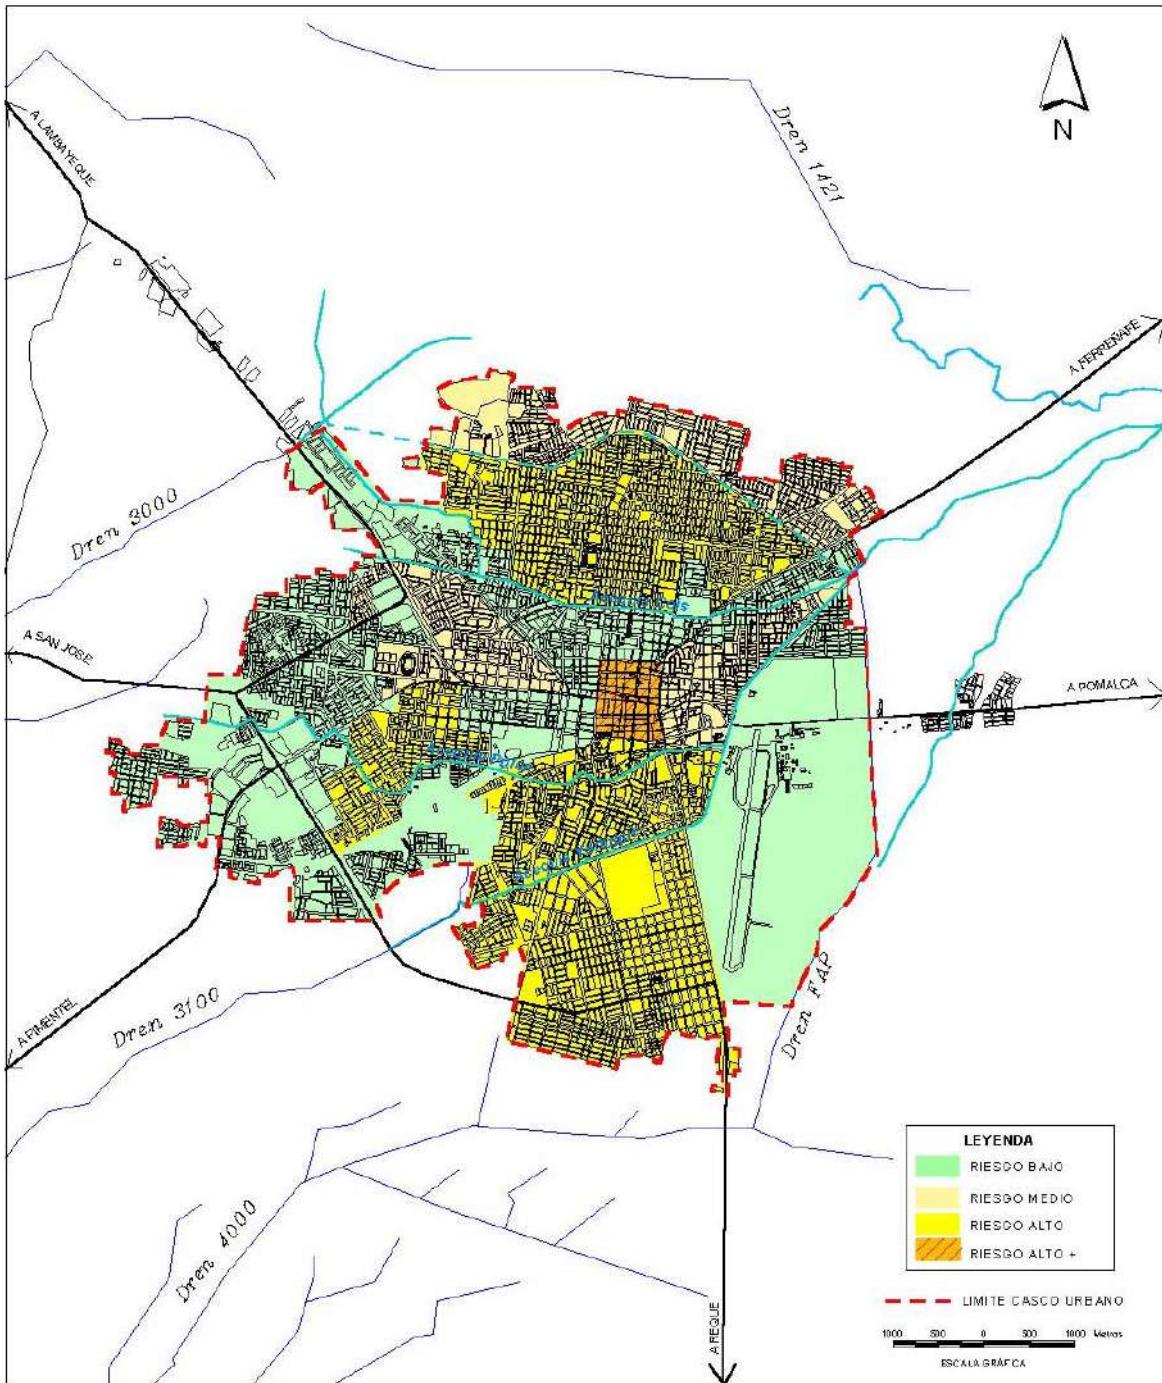 N
A LAMBAYEQUE
Dren 1421
A FERREÑAFE
Dren 3000
A SAN JOSE
A POMALCA
A PIMENTEL
Dren 3100
Dren FAP
Dren 4000
A REQUE
LEYENDA
RIESGO BAJO
RIESGO MEDIO
RIESGO ALTO
RIESGO ALTO +
LIMITE CASCO URBANO
1000 500 0 500 1000 Metros
ESCALA GRÁFICA